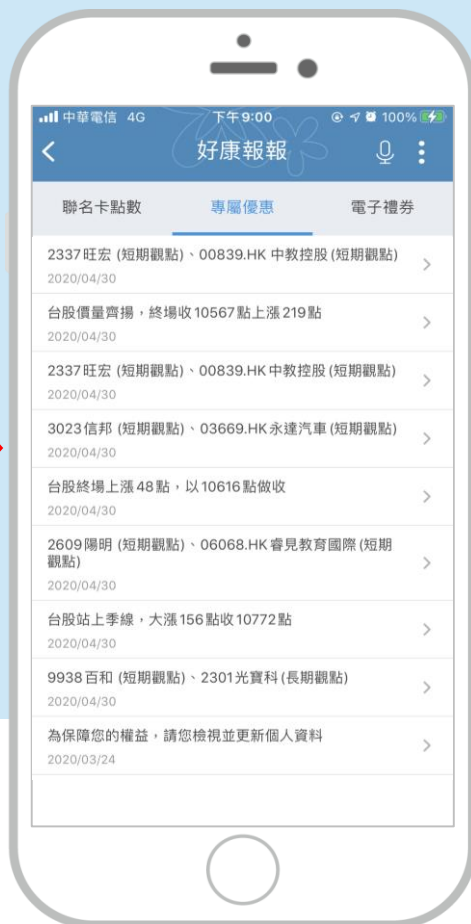 中華電信 4G 下午9:00 100%
好康報報
聯名卡點數 專屬優惠 電子禮券
2337旺宏 (短期觀點)、00839.HK 中教控股(短期觀點)
2020/04/30
台股價量齊揚，終場收10567點上漲219點
2020/04/30
2337旺宏 (短期觀點)、00839.HK中教控股(短期觀點)
2020/04/30
3023信邦 (短期觀點)、03669.HK永達汽車(短期觀點)
2020/04/30
台股終場上漲48點，以10616點做收
2020/04/30
2609陽明 (短期觀點)、06068.HK睿見教育國際(短期
觀點)
2020/04/30
台股站上季線，大漲156點收10772點
2020/04/30
9938百和 (短期觀點)、2301光寶科(長期觀點)
2020/04/30
為保障您的權益，請您檢視並更新個人資料
2020/03/24